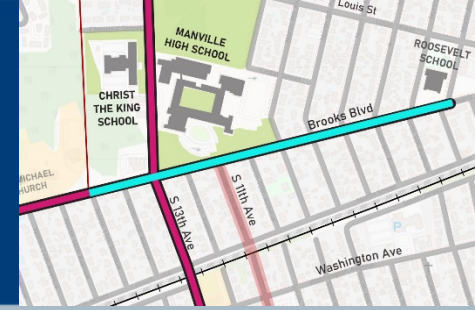 Louis St
MANVILLE
HIGH SCHOOL
ROOSEVELT
SCHOOL
CHRIST
THE KING
SCHOOL
Brooks Blvd
MICHAEL
HURCH
S 13th Ave
S 11th Ave
P
Washington Ave